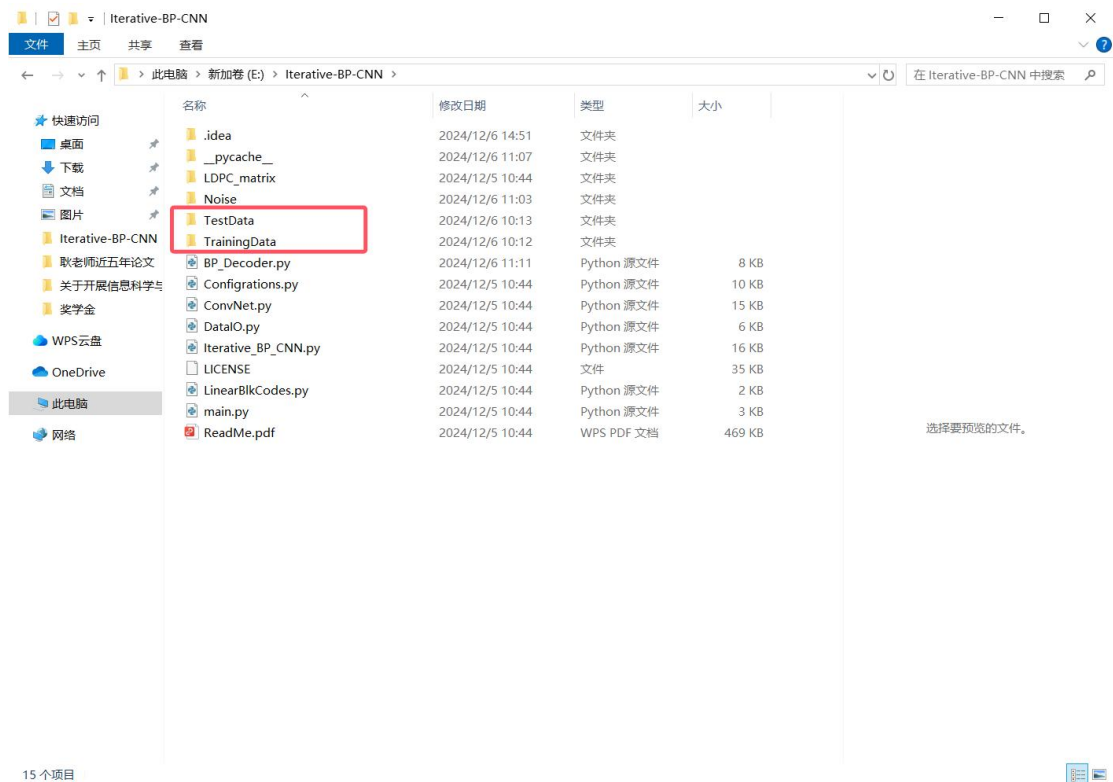 Iterative-BP-CNN
文件 主页 共享 查看
此电脑 > 新加卷 (E:) > Iterative-BP-CNN >
在 Iterative-BP-CNN 中搜索
名称 修改日期 类型 大小
快速访问
桌面
下载
文档
图片
Iterative-BP-CNN
耿老师近五年论文
关于开展信息科学与
奖学金
WPS云盘
OneDrive
此电脑
网络
.idea 2024/12/6 14:51 文件夹
__pycache__ 2024/12/6 11:07 文件夹
LDPC_matrix 2024/12/5 10:44 文件夹
Noise 2024/12/6 11:03 文件夹
TestData 2024/12/6 10:13 文件夹
TrainingData 2024/12/6 10:12 文件夹
BP_Decoder.py 2024/12/6 11:11 Python 源文件 8 KB
Configrations.py 2024/12/5 10:44 Python 源文件 10 KB
ConvNet.py 2024/12/5 10:44 Python 源文件 15 KB
DataIO.py 2024/12/5 10:44 Python 源文件 6 KB
Iterative_BP_CNN.py 2024/12/5 10:44 Python 源文件 16 KB
LICENSE 2024/12/5 10:44 文件 35 KB
LinearBlkCodes.py 2024/12/5 10:44 Python 源文件 2 KB
main.py 2024/12/5 10:44 Python 源文件 3 KB
ReadMe.pdf 2024/12/5 10:44 WPS PDF 文档 469 KB
选择要预览的文件。
15 个项目